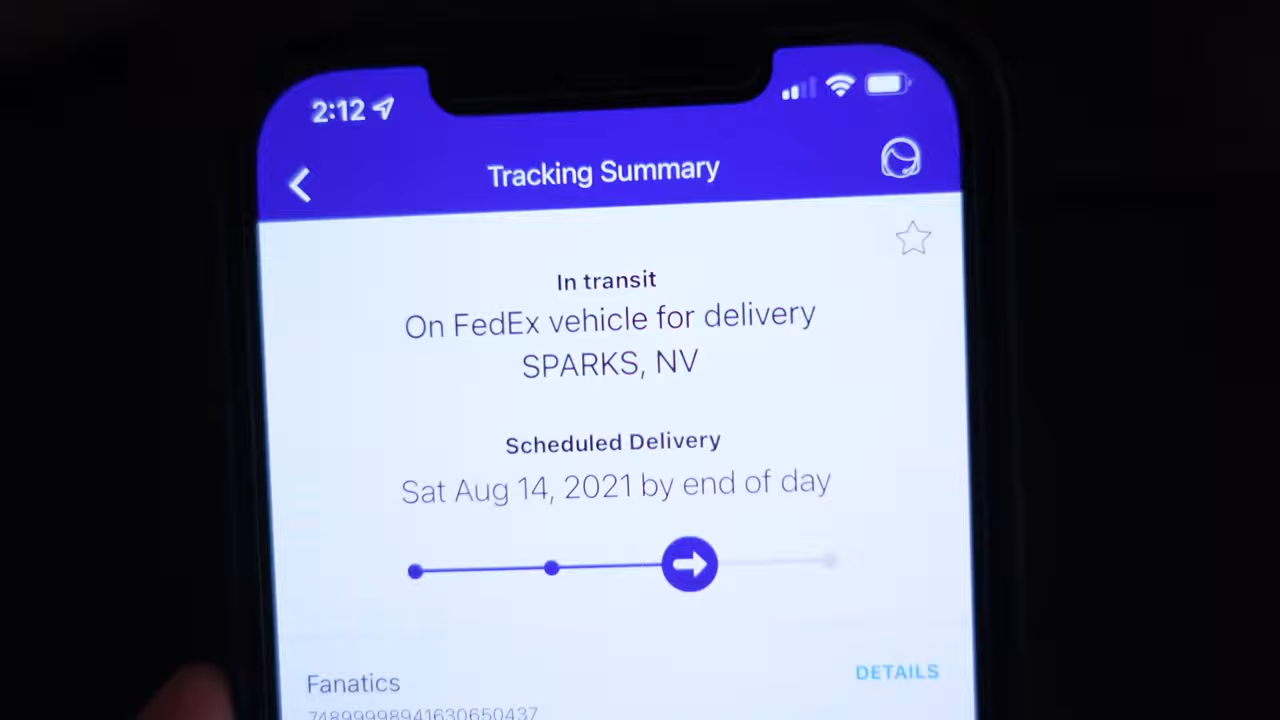 2:12
Tracking Summary
In transit
On FedEx vehicle for delivery
SPARKS, NV
Scheduled Delivery
Sat Aug 14, 2021 by end of day
Fanatics
DETAILS
74899998941630650437